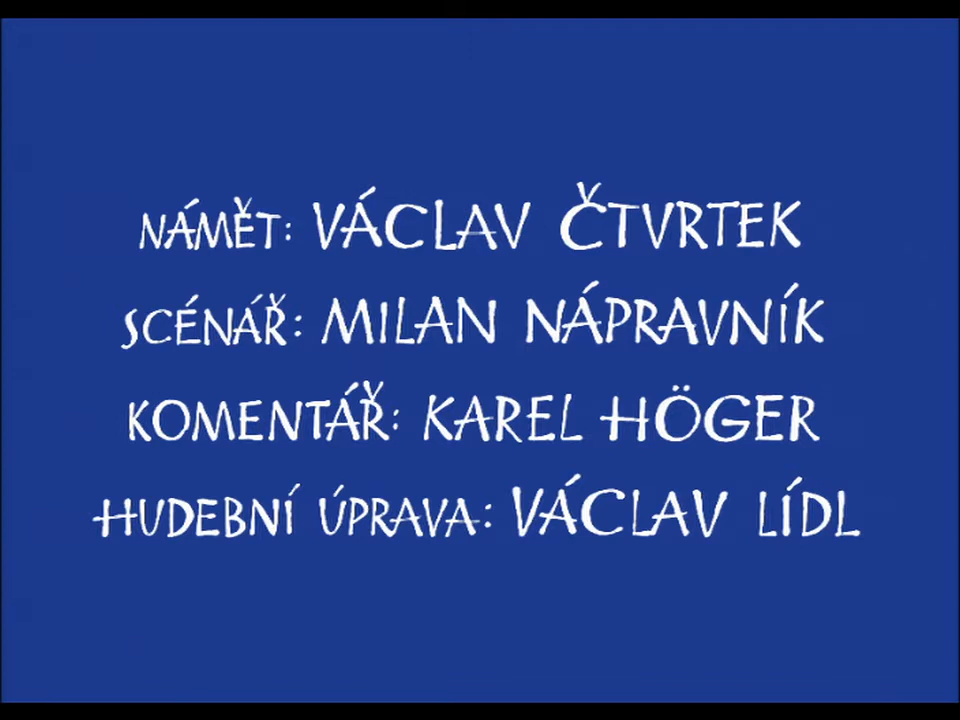 NÁMĚT: VÁCLAV ČTVRTEK
SCÉNÁŘ: MILAN NÁPRAVNÍK
KOMENTÁŘ: KAREL HÖGER
HUDEBNÍ ÚPRAVA: VÁCLAV LÍDL